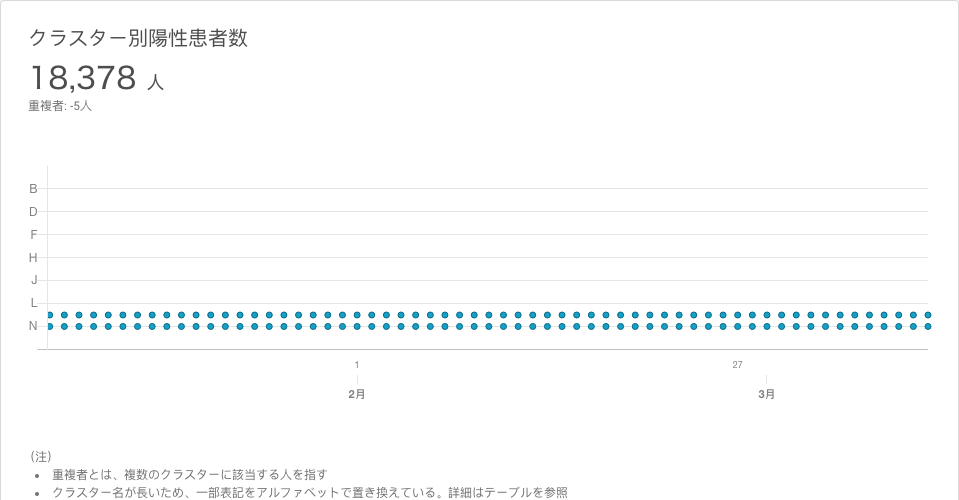 クラスター別陽性患者数
18,378 人
重複者: -5人
B
D
F
H
J
L
N
1
27
2月
3月
（注）
• 重複者とは、複数のクラスターに該当する人を指す
• クラスター名が長いため、一部表記をアルファベットで置き換えている。詳細はテーブルを参照